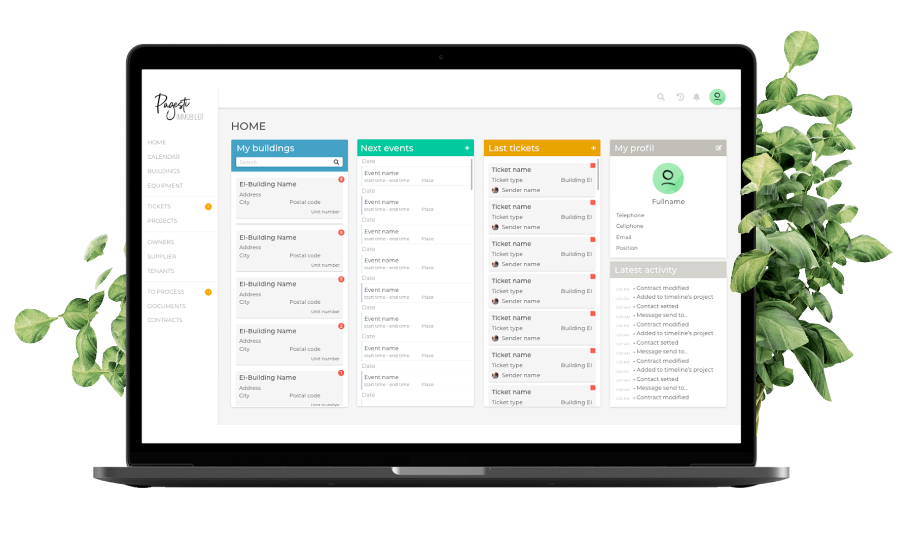 Pagesti
IMMOBILIER
HOME
CALENDAR
BUILDINGS
EQUIPMENT
TICKETS
PROJECTS
OWNERS
SUPPLIER
TENANTS
TO PROCESS
DOCUMENTS
CONTRACTS
HOME
My buildings
Search
EI-Building Name
Address
City Postal code
Unit number
EI-Building Name
Address
City Postal code
Unit number
EI-Building Name
Address
City Postal code
Unit number
EI-Building Name
Address
City Postal code
Unit number
EI-Building Name
Address
City Postal code
Unit number
Next events +
Date
Event name
start time - end time Place
Date
Event name
start time - end time Place
Date
Event name
start time - end time Place
Date
Event name
start time - end time Place
Date
Event name
start time - end time Place
Date
Event name
start time - end time Place
Date
Event name
start time - end time Place
Date
Event name
start time - end time Place
Date
Last tickets +
Ticket name
Ticket type Building EI
Sender name
Ticket name
Ticket type Building EI
Sender name
Ticket name
Ticket type Building EI
Sender name
Ticket name
Ticket type Building EI
Sender name
Ticket name
Ticket type Building EI
Sender name
Ticket name
Ticket type Building EI
Sender name
Ticket name
Ticket type Building EI
My profil
Fullname
Telephone
Cellphone
Email
Position
Latest activity
• Contract modified
• Added to timeline's project
• Contact setted
• Message send to...
• Contract modified
• Added to timeline's project
• Contact setted
• Message send to...
• Contract modified
• Added to timeline's project
• Contact setted
• Message send to...
• Contract modified